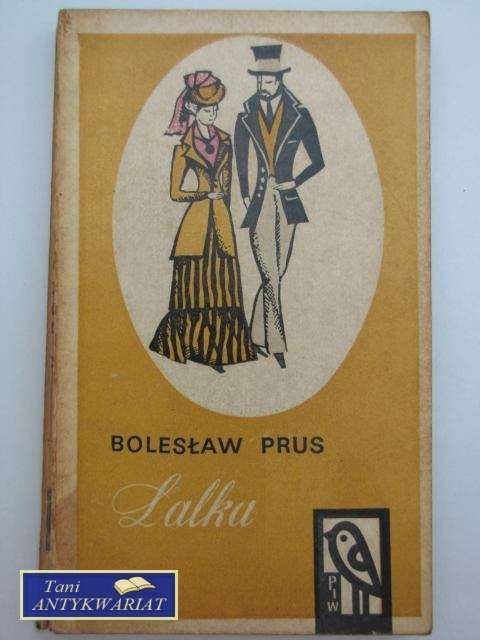 BOLESŁAW PRUS
Lalka
PIW
Tani
ANTYKWARIAT